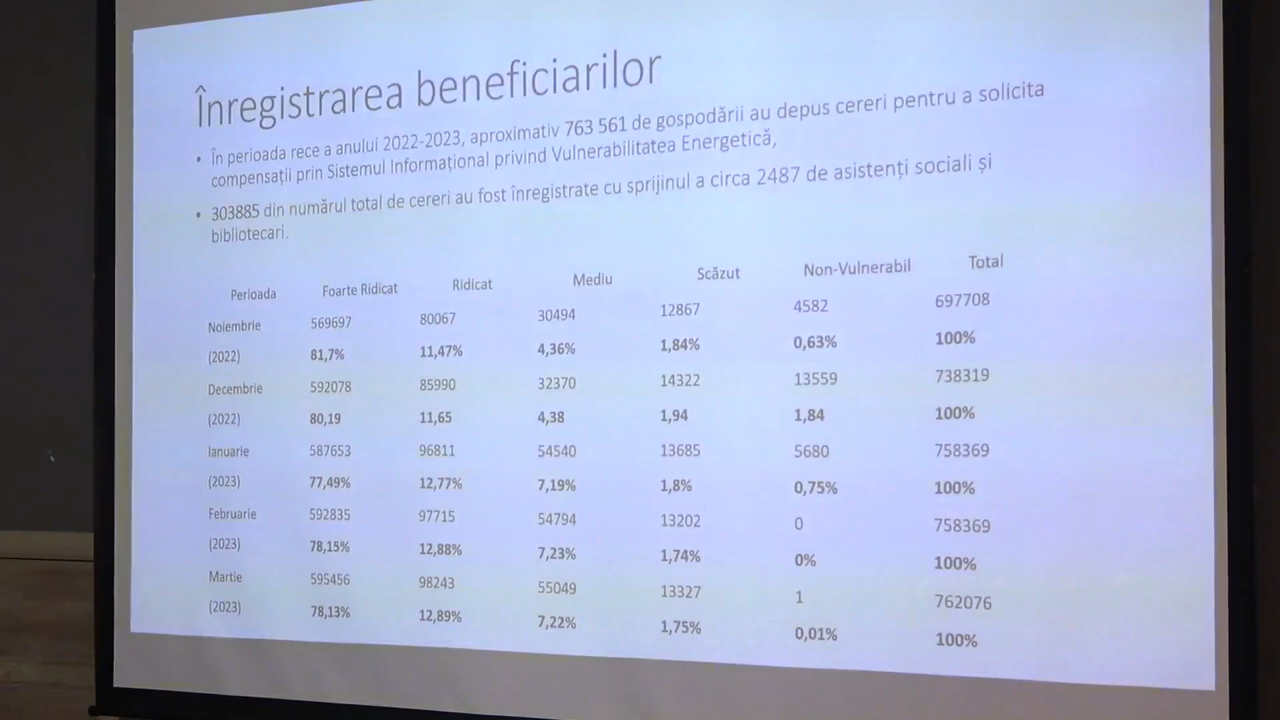 Înregistrarea beneficiarilor
• În perioada rece a anului 2022-2023, aproximativ 763 561 de gospodării au depus cereri pentru a solicita
compensații prin Sistemul Informațional privind Vulnerabilitatea Energetică,
• 303885 din numărul total de cereri au fost înregistrate cu sprijinul a circa 2487 de asistenți sociali și
bibliotecari.
Perioada Foarte Ridicat Ridicat Mediu Scăzut Non-Vulnerabil Total
Noiembrie 569697 80067 30494 12867 4582 697708
(2022) 81,7% 11,47% 4,36% 1,84% 0,63% 100%
Decembrie 592078 85990 32370 14322 13559 738319
(2022) 80,19 11,65 4,38 1,94 1,84 100%
Ianuarie 587653 96811 54540 13685 5680 758369
(2023) 77,49% 12,77% 7,19% 1,8% 0,75% 100%
Februarie 592835 97715 54794 13202 0 758369
(2023) 78,15% 12,88% 7,23% 1,74% 0% 100%
Martie 595456 98243 55049 13327 1 762076
(2023) 78,13% 12,89% 7,22% 1,75% 0,01% 100%